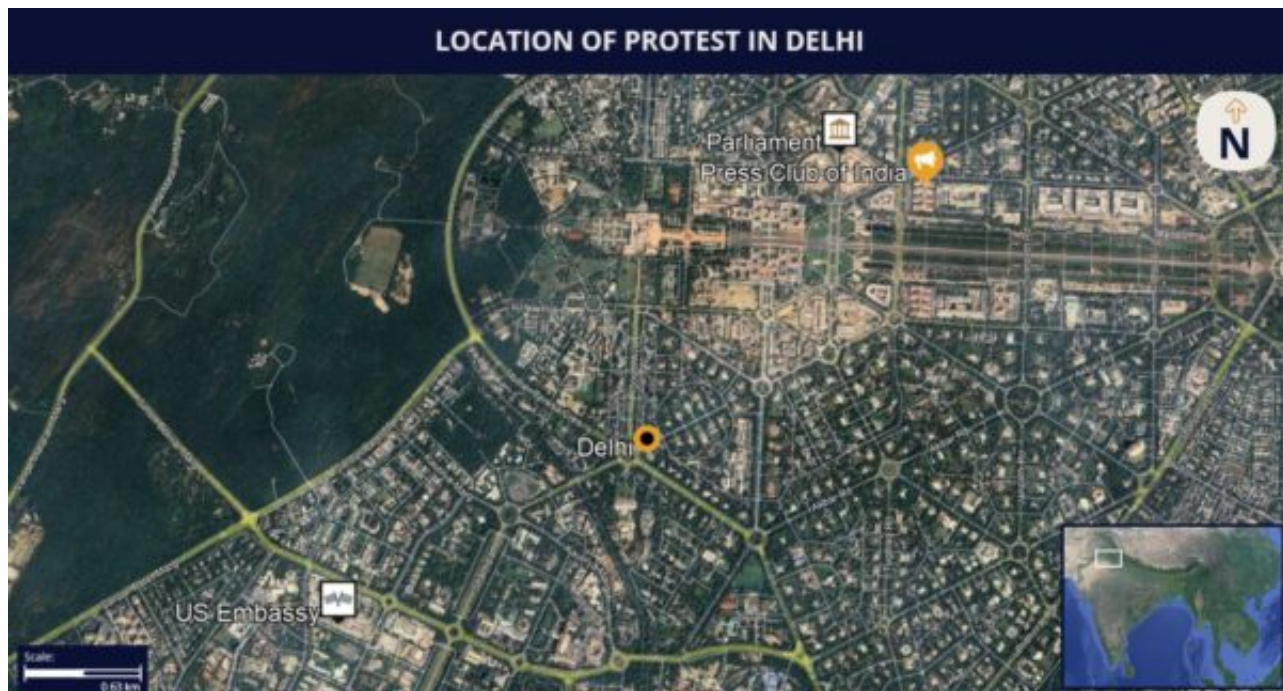 LOCATION OF PROTEST IN DELHI
N
Parliament
Press Club of India
Delhi
US Embassy
Scale:
0.63 km